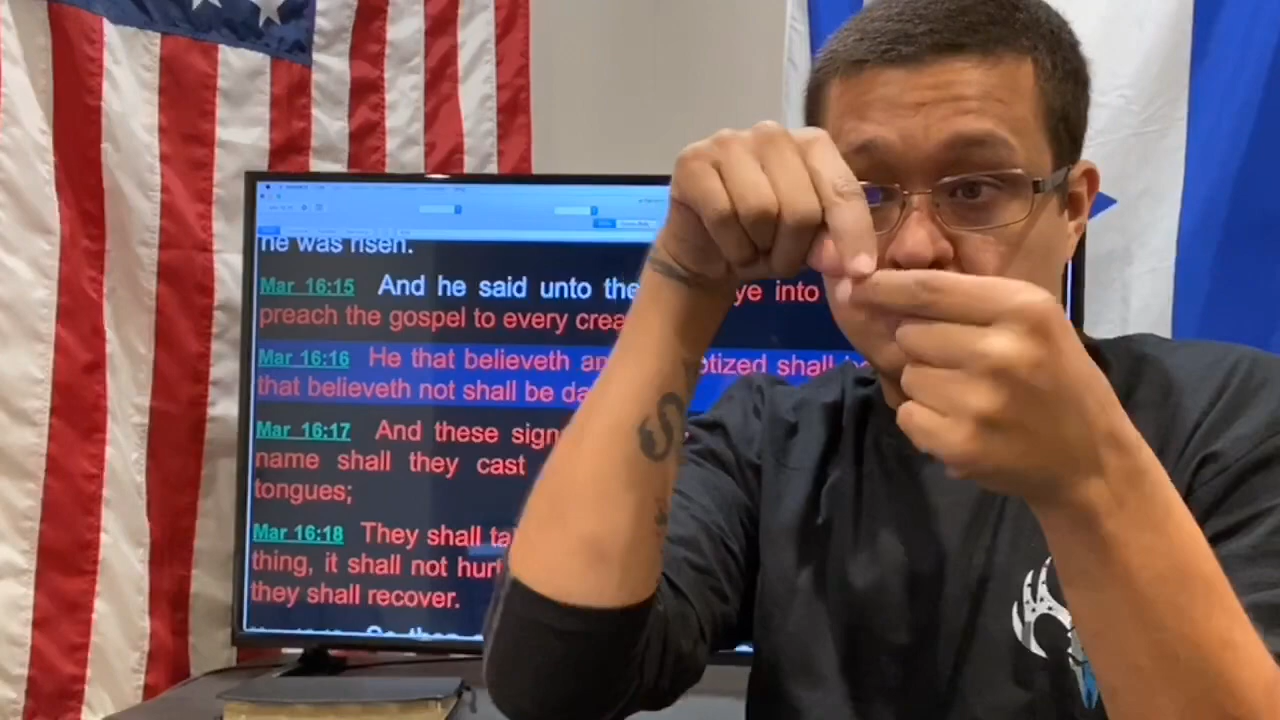 he was risen.
Mar 16:15 And he said unto the ye into
preach the gospel to every crea
Mar 16:16 He that believeth an ptized shall b
that believeth not shall be da
Mar 16:17 And these sign
name shall they cast
tongues;
Mar 16:18 They shall ta
thing, it shall not hurt
they shall recover.